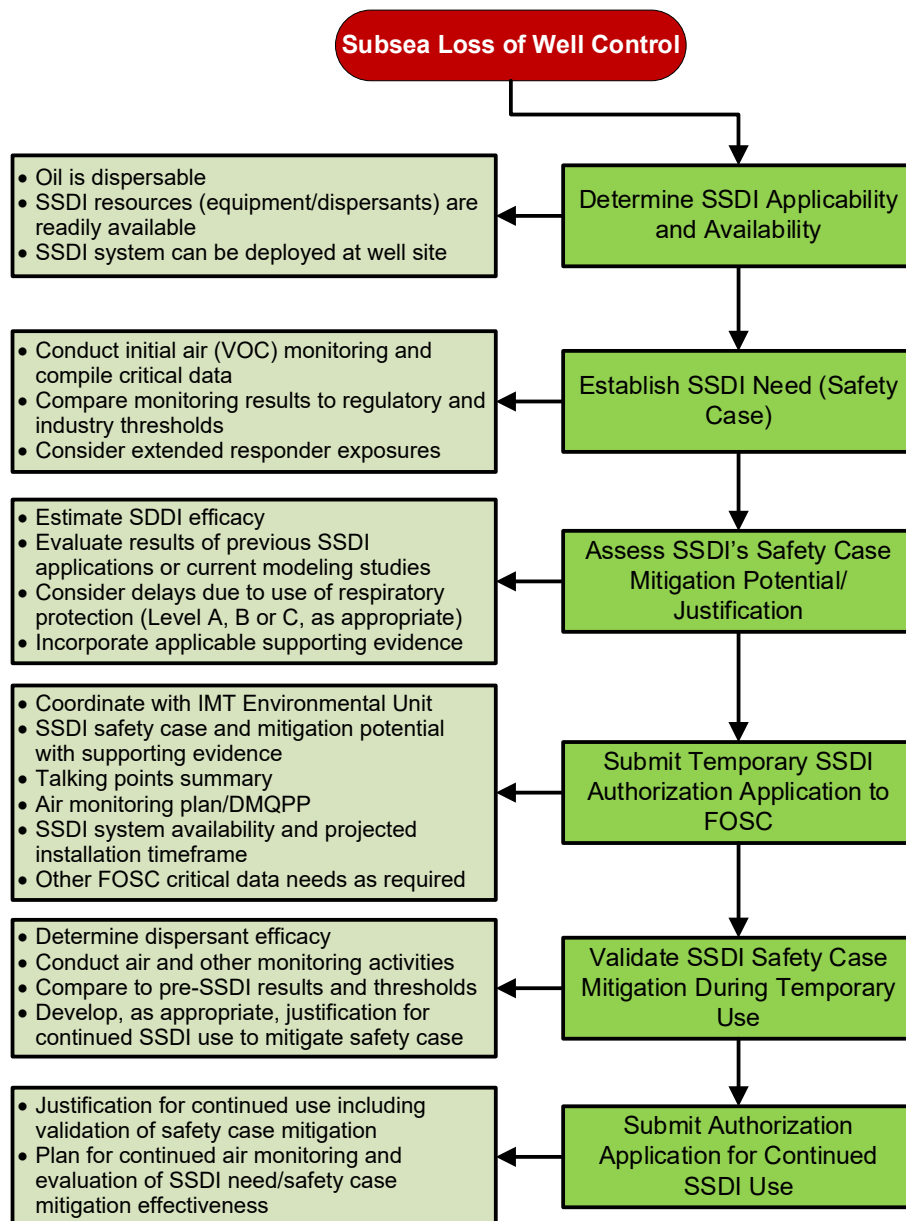 Subsea Loss of Well Control
• Oil is dispersable
• SSDI resources (equipment/dispersants) are
readily available
• SSDI system can be deployed at well site
Determine SSDI Applicability
and Availability
• Conduct initial air (VOC) monitoring and
compile critical data
• Compare monitoring results to regulatory and
industry thresholds
• Consider extended responder exposures
Establish SSDI Need (Safety
Case)
• Estimate SDDI efficacy
• Evaluate results of previous SSDI
applications or current modeling studies
• Consider delays due to use of respiratory
protection (Level A, B or C, as appropriate)
• Incorporate applicable supporting evidence
Assess SSDI’s Safety Case
Mitigation Potential/
Justification
• Coordinate with IMT Environmental Unit
• SSDI safety case and mitigation potential
with supporting evidence
• Talking points summary
• Air monitoring plan/DMQPP
• SSDI system availability and projected
installation timeframe
• Other FOSC critical data needs as required
Submit Temporary SSDI
Authorization Application to
FOSC
• Determine dispersant efficacy
• Conduct air and other monitoring activities
• Compare to pre-SSDI results and thresholds
• Develop, as appropriate, justification for
continued SSDI use to mitigate safety case
Validate SSDI Safety Case
Mitigation During Temporary
Use
• Justification for continued use including
validation of safety case mitigation
• Plan for continued air monitoring and
evaluation of SSDI need/safety case
mitigation effectiveness
Submit Authorization
Application for Continued
SSDI Use